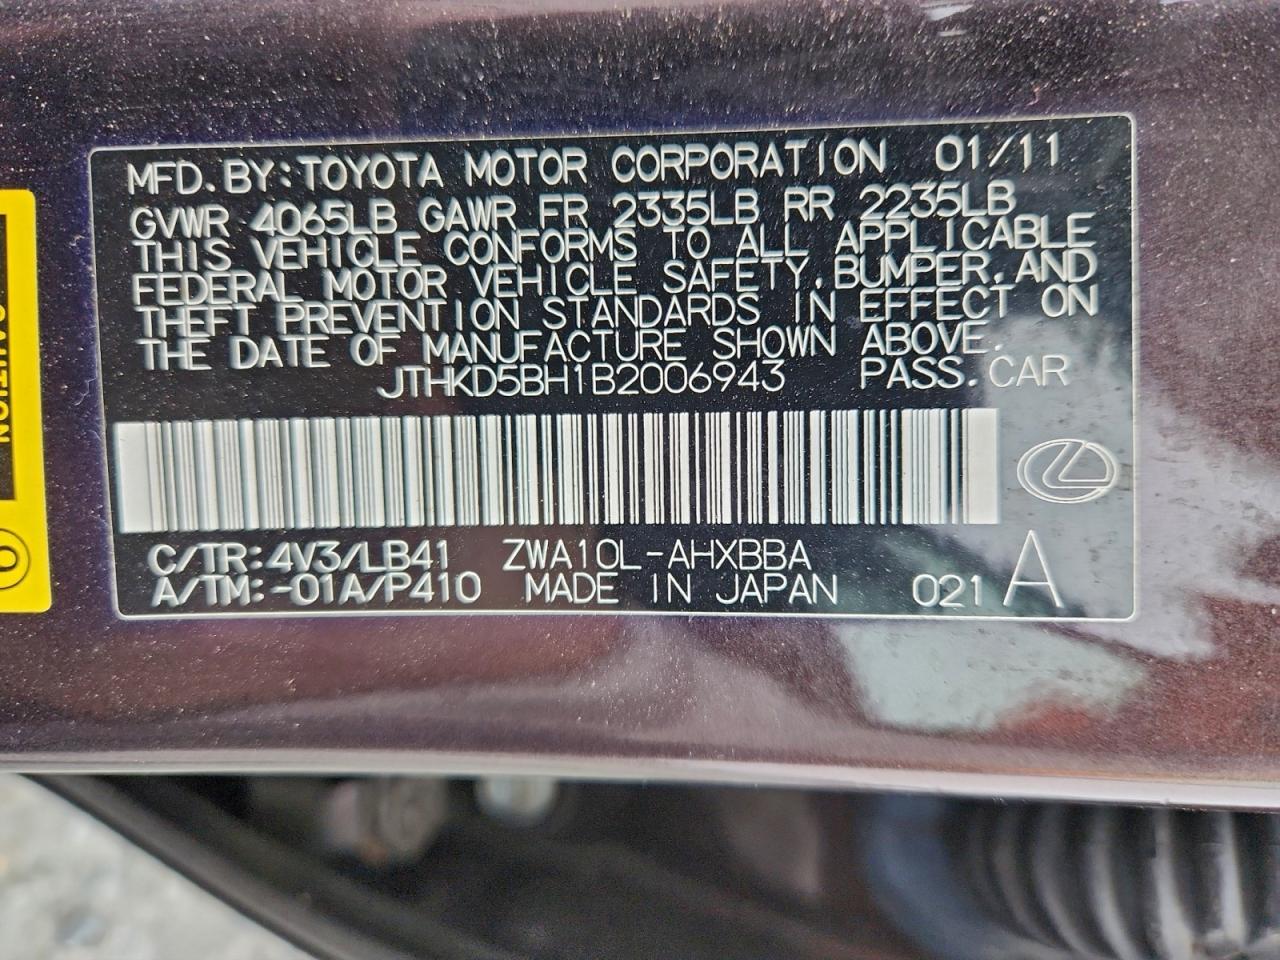 MFD.BY:TOYOTA MOTOR CORPORATION 01/11
GVWR 4065LB GAWR FR 2335LB RR 2235LB
THIS VEHICLE CONFORMS TO ALL APPLICABLE
FEDERAL MOTOR VEHICLE SAFETY,BUMPER,AND
THEFT PREVENTION STANDARDS IN EFFECT ON
THE DATE OF MANUFACTURE SHOWN ABOVE.
JTHKD5BH1B2006943 PASS.CAR
C/TR:4V3/LB41 ZWA10L-AHXBBA
A/TM:-01A/P410 MADE IN JAPAN 021 A
CAUTION